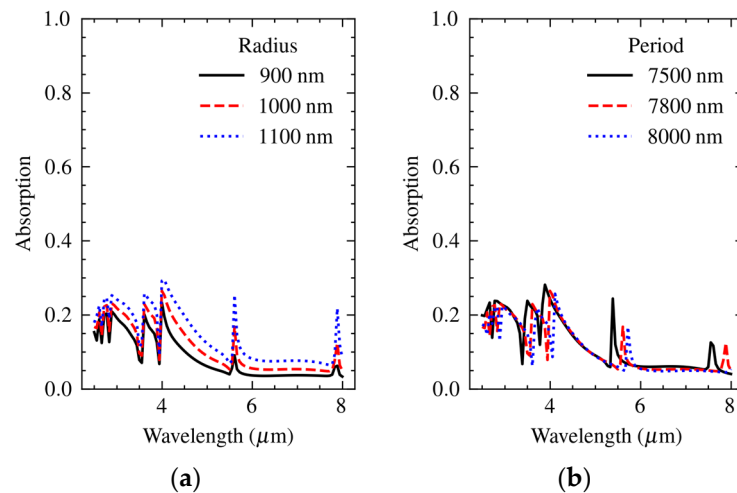 Radius
900 nm
1000 nm
1100 nm
Absorption
1.0
0.8
0.6
0.4
0.2
0.0
4 6 8
Wavelength (μm)
(a)
Period
7500 nm
7800 nm
8000 nm
Absorption
1.0
0.8
0.6
0.4
0.2
0.0
4 6 8
Wavelength (μm)
(b)